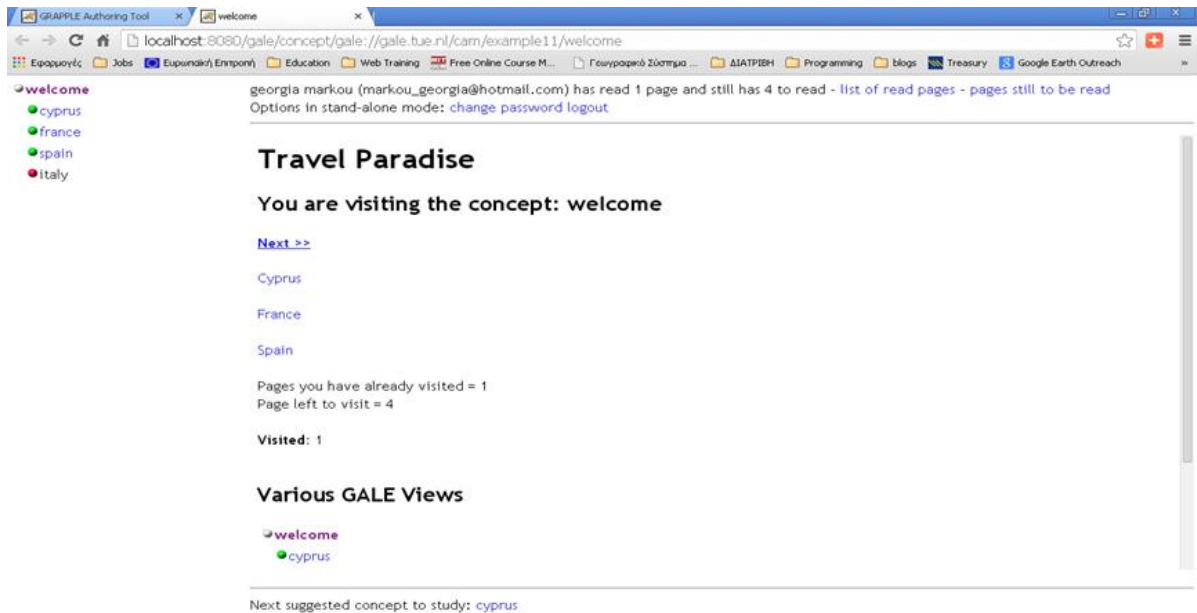 GRAPPLE Authoring Tool
welcome
localhost:8080/gale/concept/gale://gale.tue.nl/cam/example11/welcome
Εφαρμογές Jobs Ευρωπαϊκή Επιτροπή Education Web Training Free Online Course M... Γεωγραφικό Σύστημα ... ΔΙΑΤΡΙΒΗ Programming blogs Treasury Google Earth Outreach »
welcome
cyprus
france
spain
italy
georgia markou (markou_georgia@hotmail.com) has read 1 page and still has 4 to read - list of read pages - pages still to be read
Options in stand-alone mode: change password logout
Travel Paradise
You are visiting the concept: welcome
Next >>
Cyprus
France
Spain
Pages you have already visited = 1
Page left to visit = 4
Visited: 1
Various GALE Views
welcome
cyprus
Next suggested concept to study: cyprus